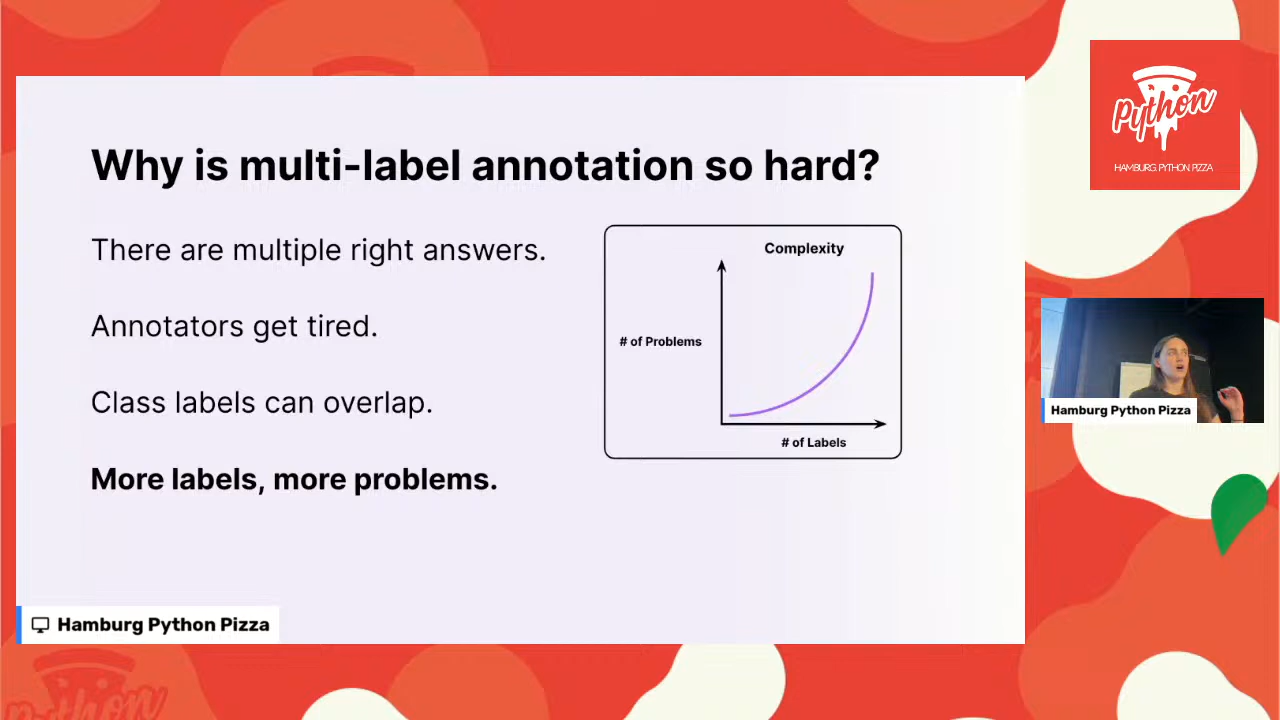 Why is multi-label annotation so hard?
There are multiple right answers.
Annotators get tired.
Class labels can overlap.
More labels, more problems.
Complexity
# of Problems
# of Labels
Hamburg Python Pizza
Python
HAMBURG.PYTHON.PIZZA
Hamburg Python Pizza
Python